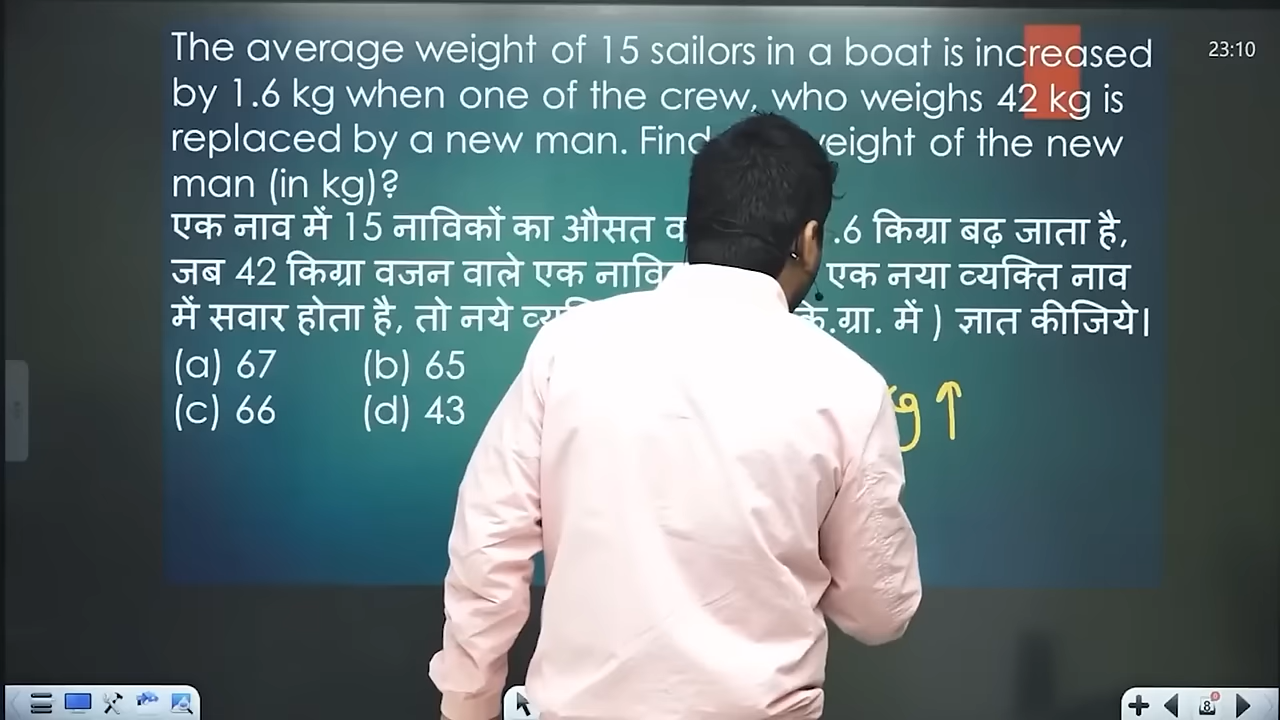 23:10
The average weight of 15 sailors in a boat is increased
by 1.6 kg when one of the crew, who weighs 42 kg is
replaced by a new man. Find weight of the new
man (in kg)?
एक नाव में 15 नाविकों का औसत .6 किग्रा बढ़ जाता है,
जब 42 किग्रा वजन वाले एक एक नया व्यक्ति नाव
में सवार होता है, तो नये में ) ज्ञात कीजिये।
(a) 67 (b) 65
(c) 66 (d) 43
↑
8